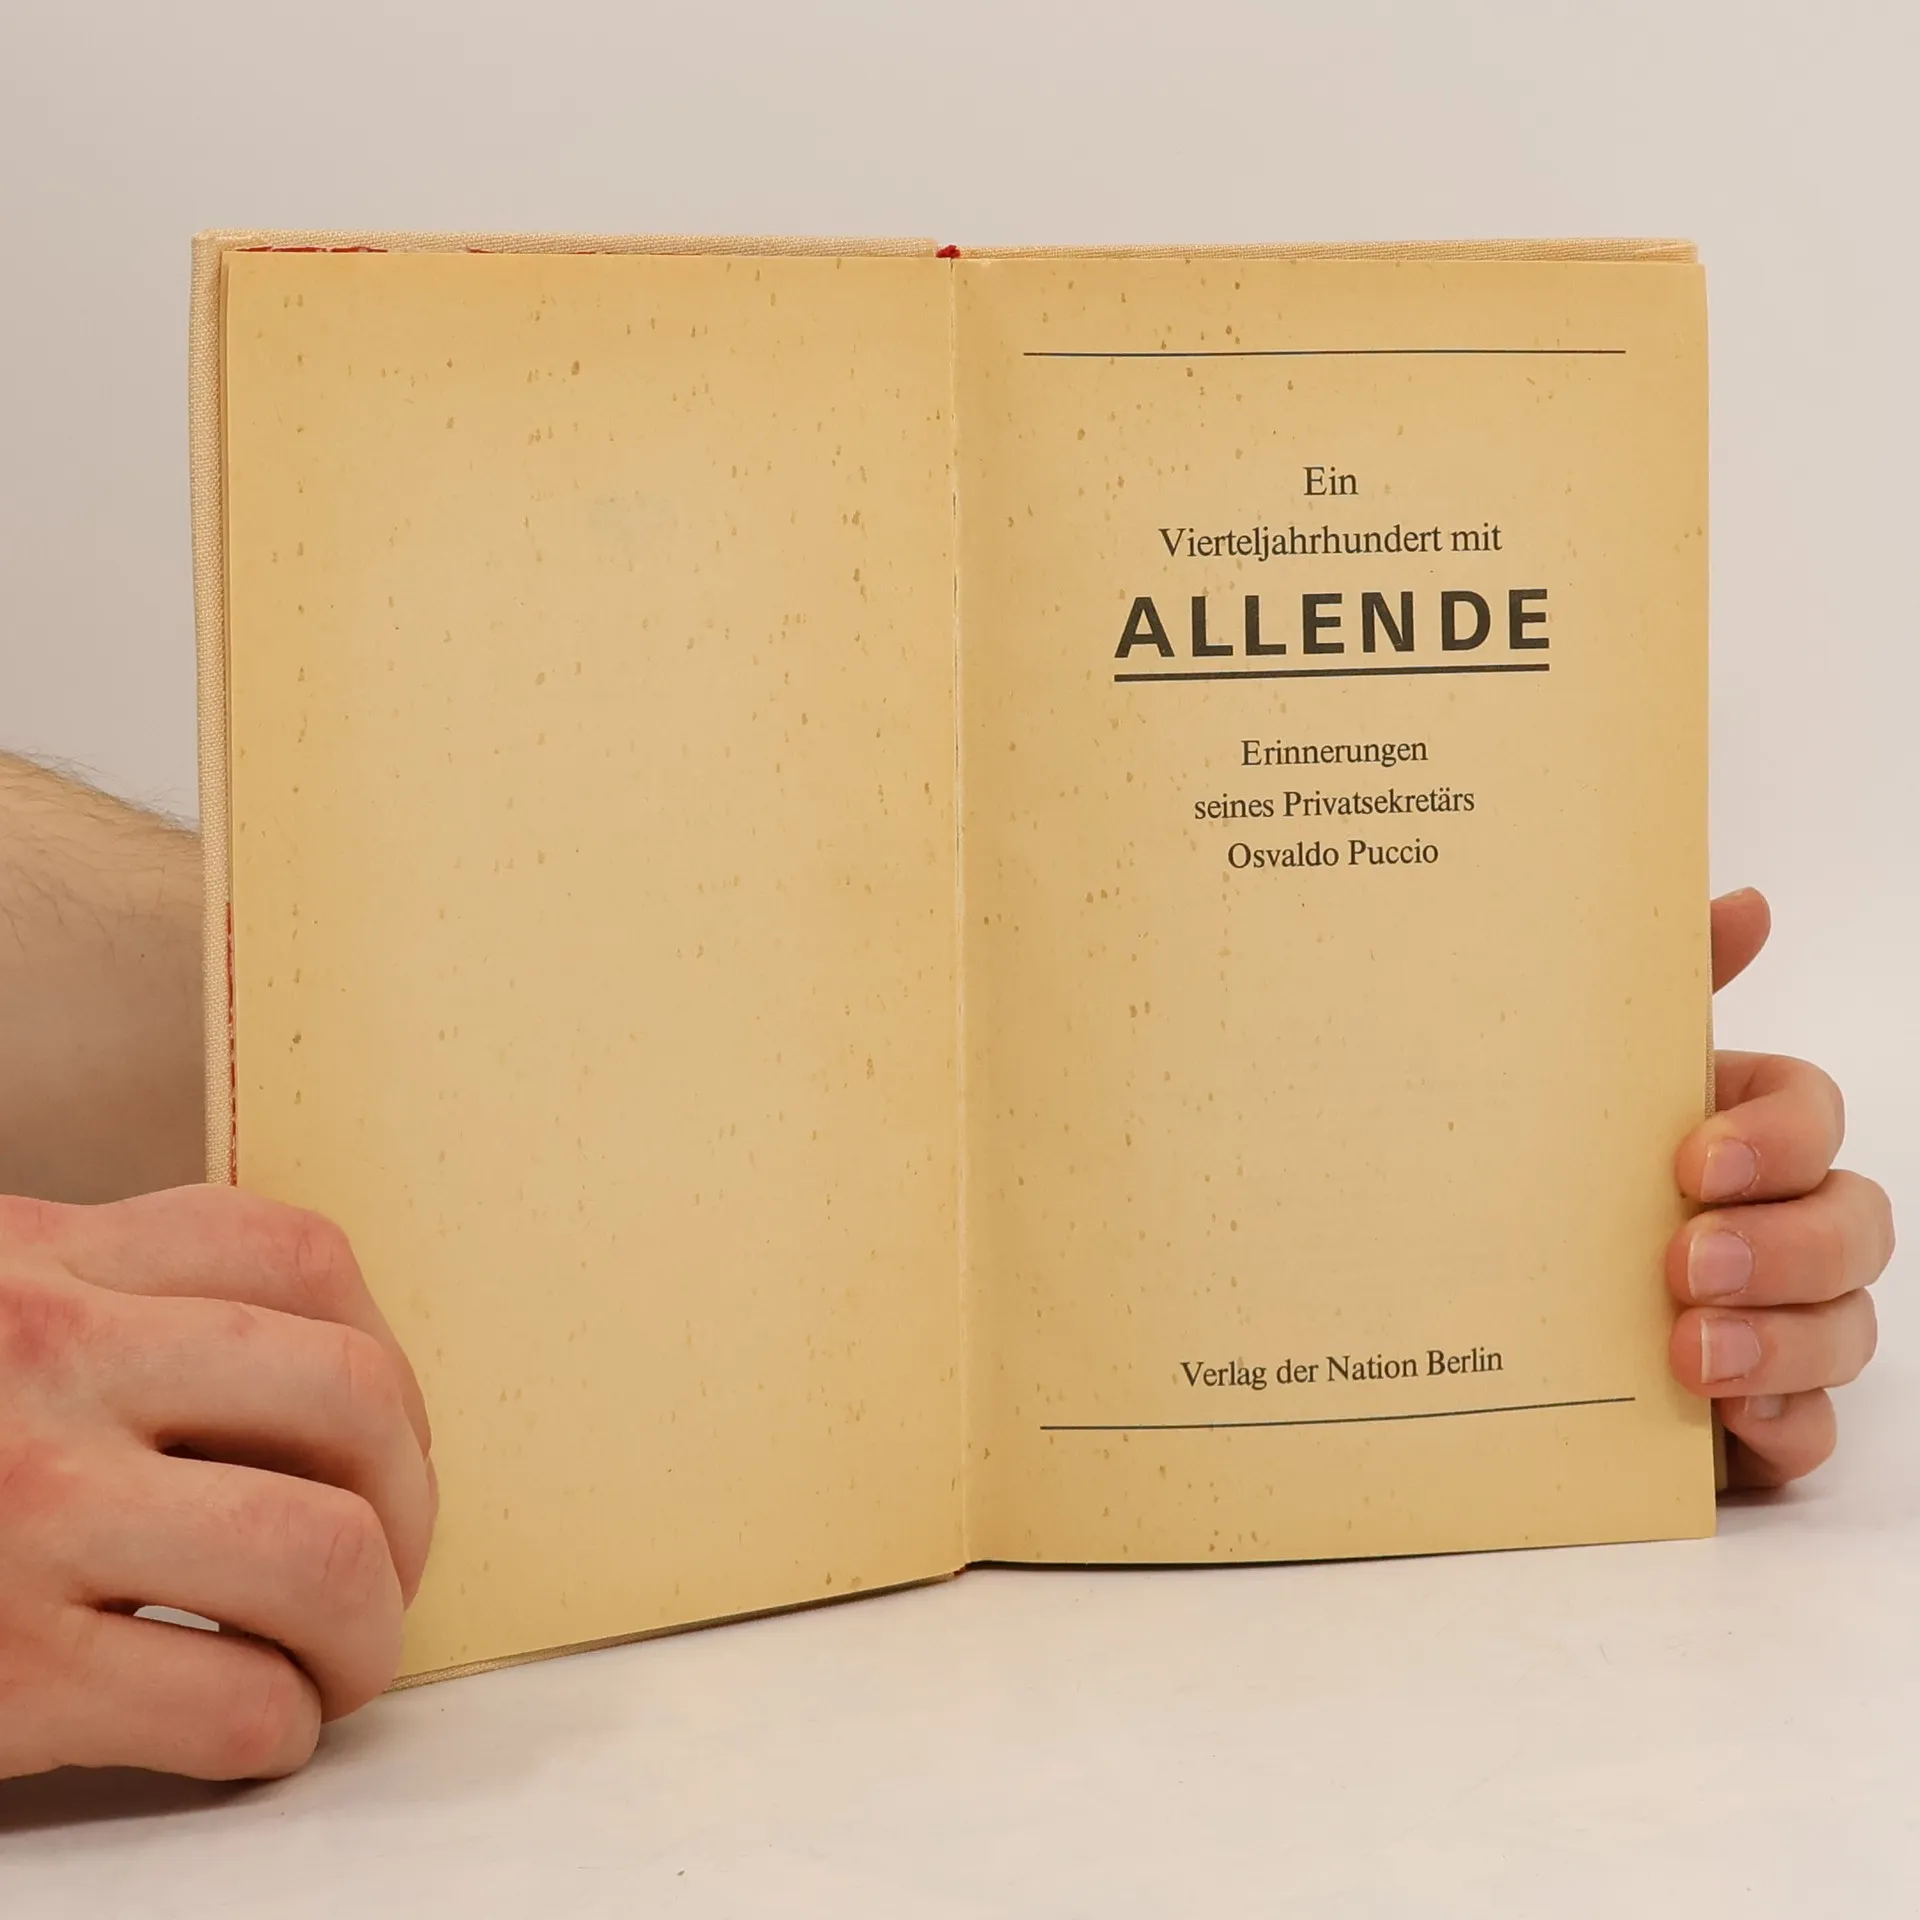 Ein
Vierteljahrhundert mit
ALLENDE
Erinnerungen
seines Privatsekretärs
Osvaldo Puccio
Verlag der Nation Berlin